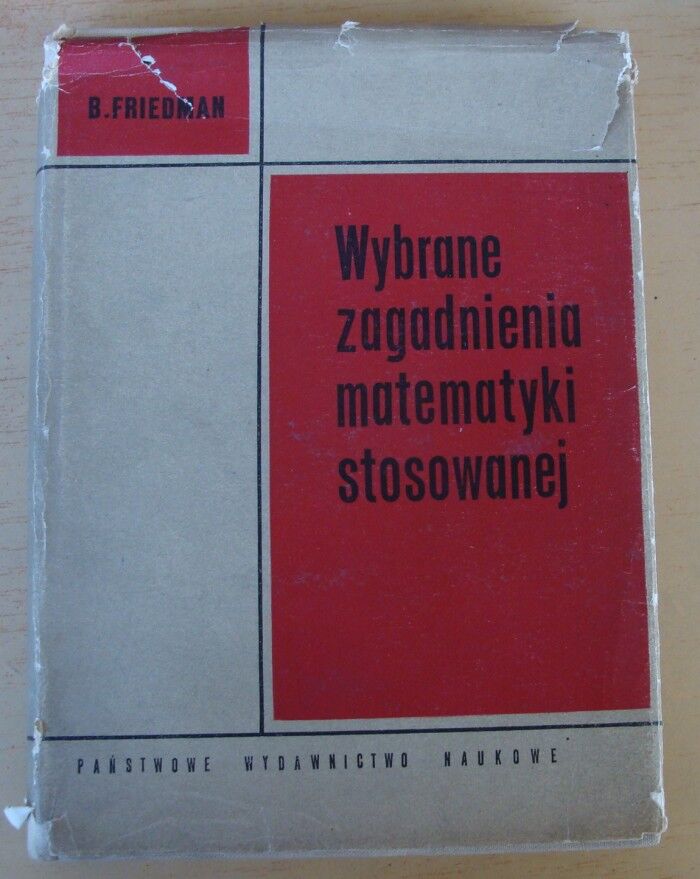 B.FRIEDMAN
Wybrane
zagadnienia
matematyki
stosowanej
PAŃSTWOWE WYDAWNICTWO NAUKOWE